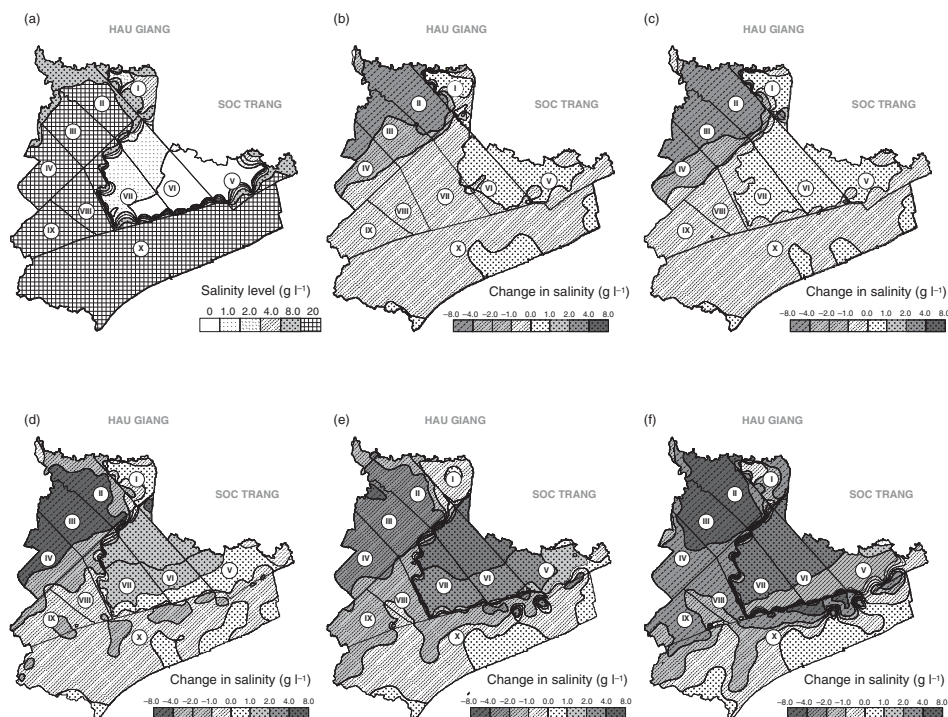 (a)
HAU GIANG
SOC TRANG
I
II
III
IV
V
VI
VII
VIII
IX
X
Salinity level (g l⁻¹)
0 1.0 2.0 4.0 8.0 20
(b)
HAU GIANG
SOC TRANG
I
II
III
IV
V
VI
VII
VIII
IX
X
Change in salinity (g l⁻¹)
−8.0 −4.0 −2.0 −1.0 0.0 1.0 2.0 4.0 8.0
(c)
HAU GIANG
SOC TRANG
I
II
III
IV
V
VI
VII
VIII
IX
X
Change in salinity (g l⁻¹)
−8.0 −4.0 −2.0 −1.0 0.0 1.0 2.0 4.0 8.0
(d)
HAU GIANG
SOC TRANG
I
II
III
IV
V
VI
VII
VIII
IX
X
Change in salinity (g l⁻¹)
−8.0 −4.0 −2.0 −1.0 0.0 1.0 2.0 4.0 8.0
(e)
HAU GIANG
SOC TRANG
I
II
III
IV
V
VI
VII
VIII
IX
X
Change in salinity (g l⁻¹)
−8.0 −4.0 −2.0 −1.0 0.0 1.0 2.0 4.0 8.0
(f)
HAU GIANG
SOC TRANG
I
II
III
IV
V
VI
VII
VIII
IX
X
Change in salinity (g l⁻¹)
−8.0 −4.0 −2.0 −1.0 0.0 1.0 2.0 4.0 8.0